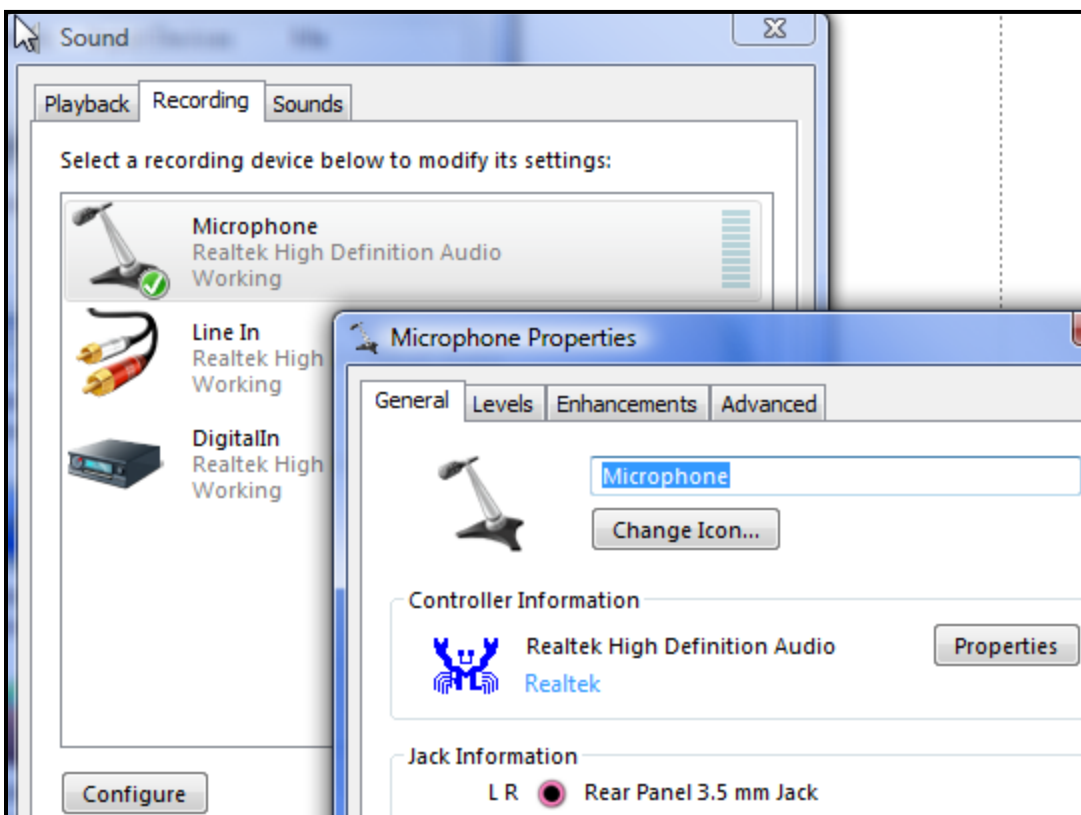 Sound
Playback Recording Sounds
Select a recording device below to modify its settings:
Microphone
Realtek High Definition Audio
Working
Line In
Realtek High
Working
DigitalIn
Realtek High
Working
Configure
Microphone Properties
General Levels Enhancements Advanced
Microphone
Change Icon...
Controller Information
Realtek High Definition Audio
Properties
Realtek
Jack Information
L R Rear Panel 3.5 mm Jack